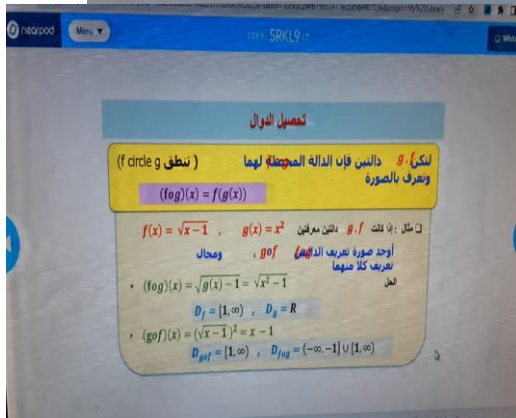 nearpod
Menu ▼
5RKL9
تحصيل الدوال
لتكن g ، f دالتين فإن الدالة المحصلة لهما ( تنطق f circle g)
وتعرف بالصورة
(fog)(x) = f(g(x))
❑ مثال : إذا كانت g ، f دالتين معرفتين g(x) = x² f(x) = √x − 1 ,
أوجد صورة تعريف الدالتين gof ، ومجال
تعريف كلا منهما
الحل
• (fog)(x) = √g(x) − 1 = √x² − 1
D_f = [1, ∞) , D_g = R
• (gof)(x) = (√x − 1)² = x − 1
D_gof = [1, ∞) , D_fog = (−∞, −1] ∪ [1, ∞)